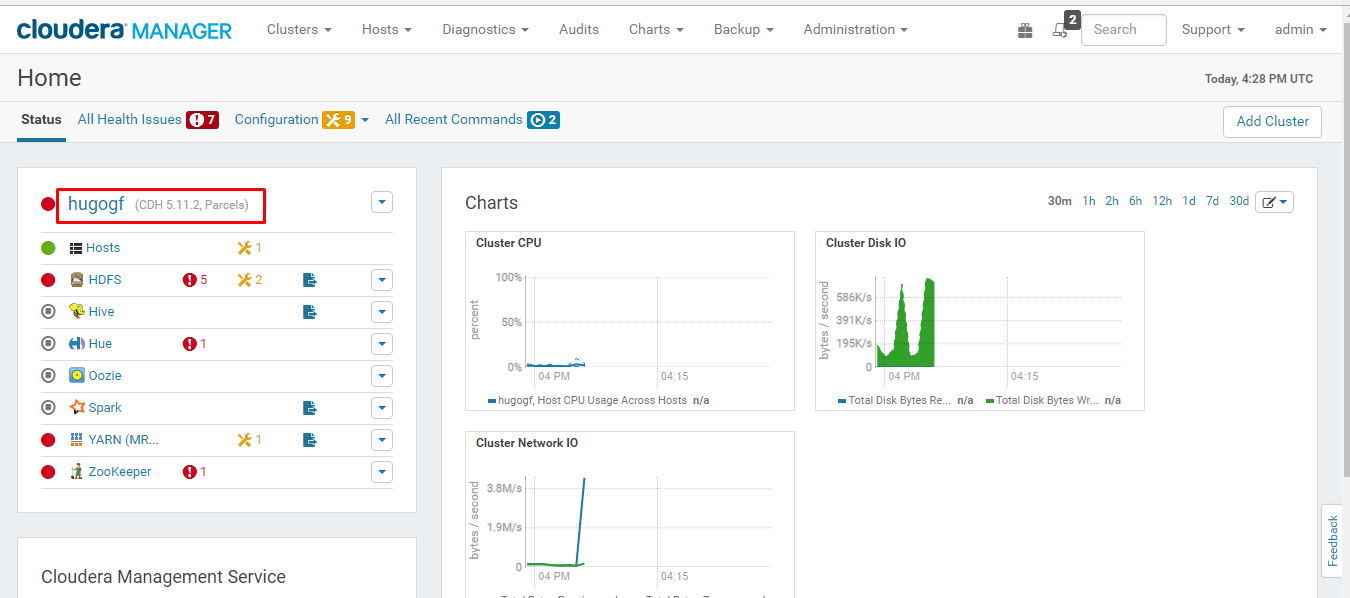 cloudera MANAGER Clusters Hosts Diagnostics Audits Charts Backup Administration 2 Search Support admin
Home Today, 4:28 PM UTC
Status All Health Issues 7 Configuration 9 All Recent Commands 2 Add Cluster
hugogf (CDH 5.11.2, Parcels)
Hosts 1
HDFS 5 2
Hive
Hue 1
Oozie
Spark
YARN (MR... 1
ZooKeeper 1
Cloudera Management Service
Charts 30m 1h 2h 6h 12h 1d 7d 30d
Cluster CPU
percent
100%
50%
0%
04 PM 04:15
hugogf, Host CPU Usage Across Hosts n/a
Cluster Disk IO
bytes / second
586K/s
391K/s
195K/s
0
04 PM 04:15
Total Disk Bytes Re... n/a Total Disk Bytes Wr... n/a
Cluster Network IO
bytes / second
3.8M/s
1.9M/s
0
04 PM 04:15
Feedback